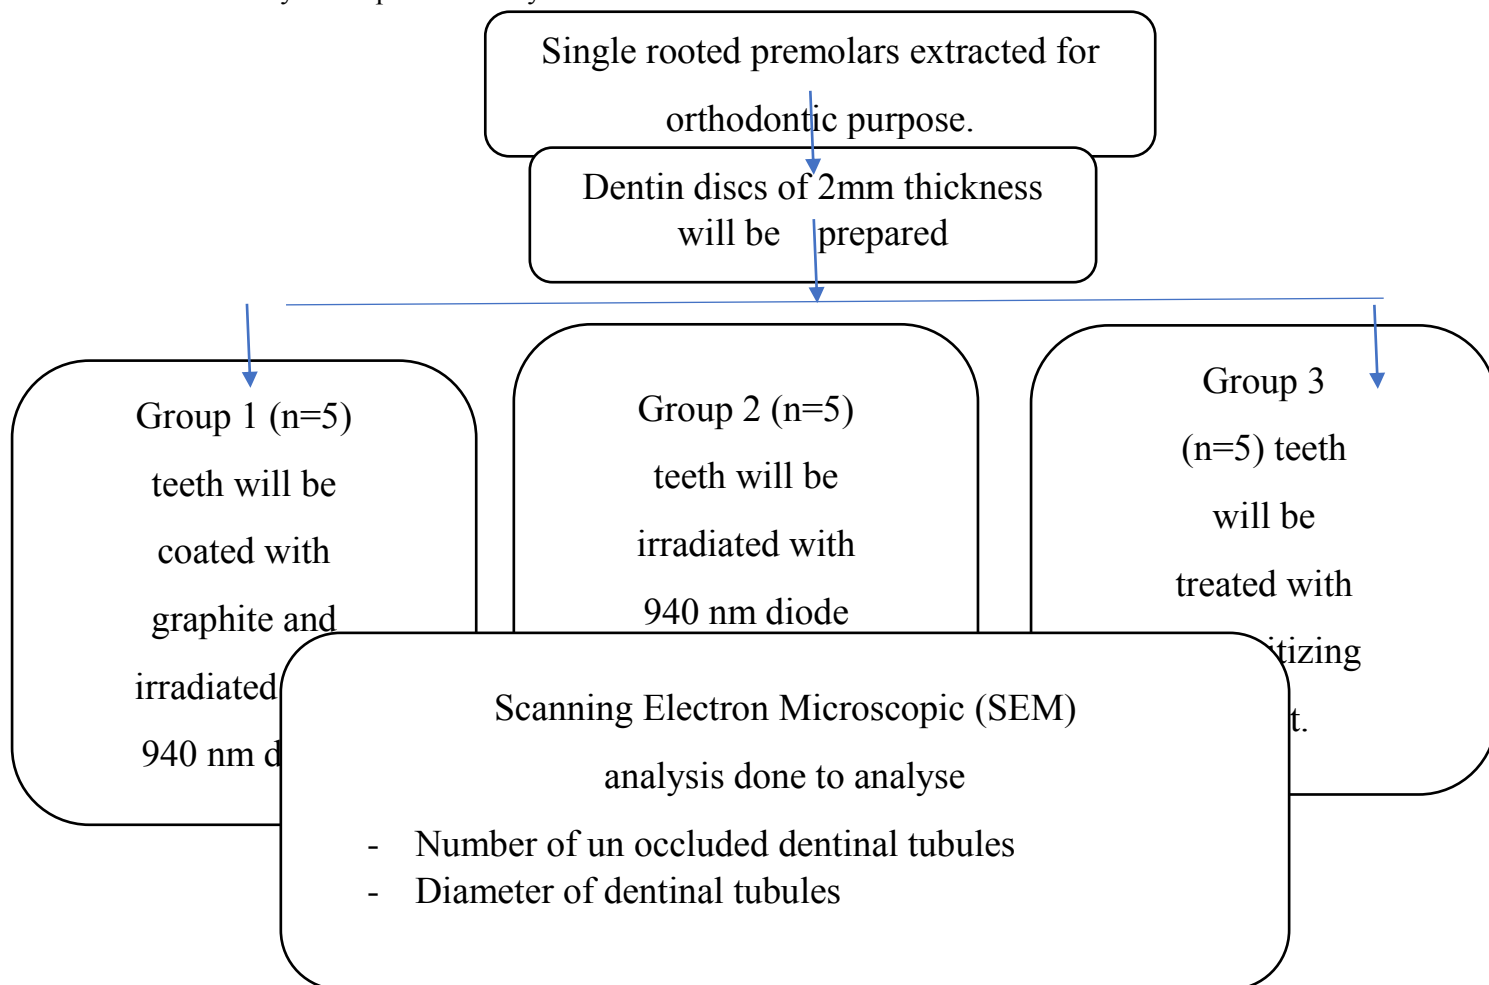 Single rooted premolars extracted for
orthodontic purpose.
Dentin discs of 2mm thickness
will be prepared
Group 1 (n=5)
teeth will be
coated with
graphite and
irradiated
940 nm d
Group 2 (n=5)
teeth will be
irradiated with
940 nm diode
Group 3
(n=5) teeth
will be
treated with
itizing
t.
Scanning Electron Microscopic (SEM)
analysis done to analyse
- Number of un occluded dentinal tubules
- Diameter of dentinal tubules